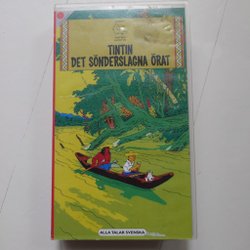 TINTIN
DET SÖNDERSLAGNA ÖRAT
ALLA TALAR SVENSKA